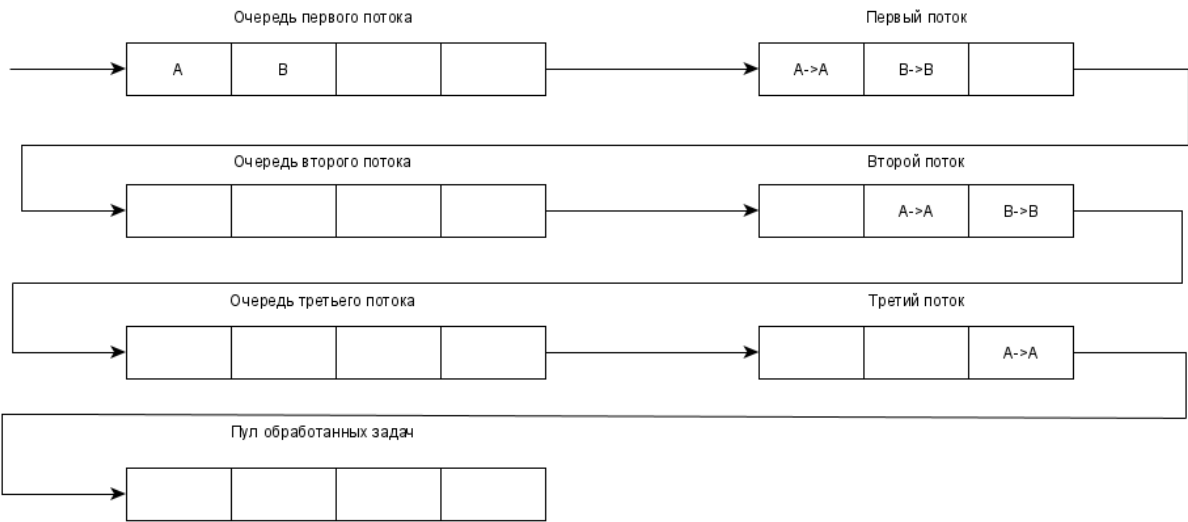 Очередь первого потока
Первый поток
A
B
A->A
B->B
Очередь второго потока
Второй поток
A->A
B->B
Очередь третьего потока
Третий поток
A->A
Пул обработанных задач